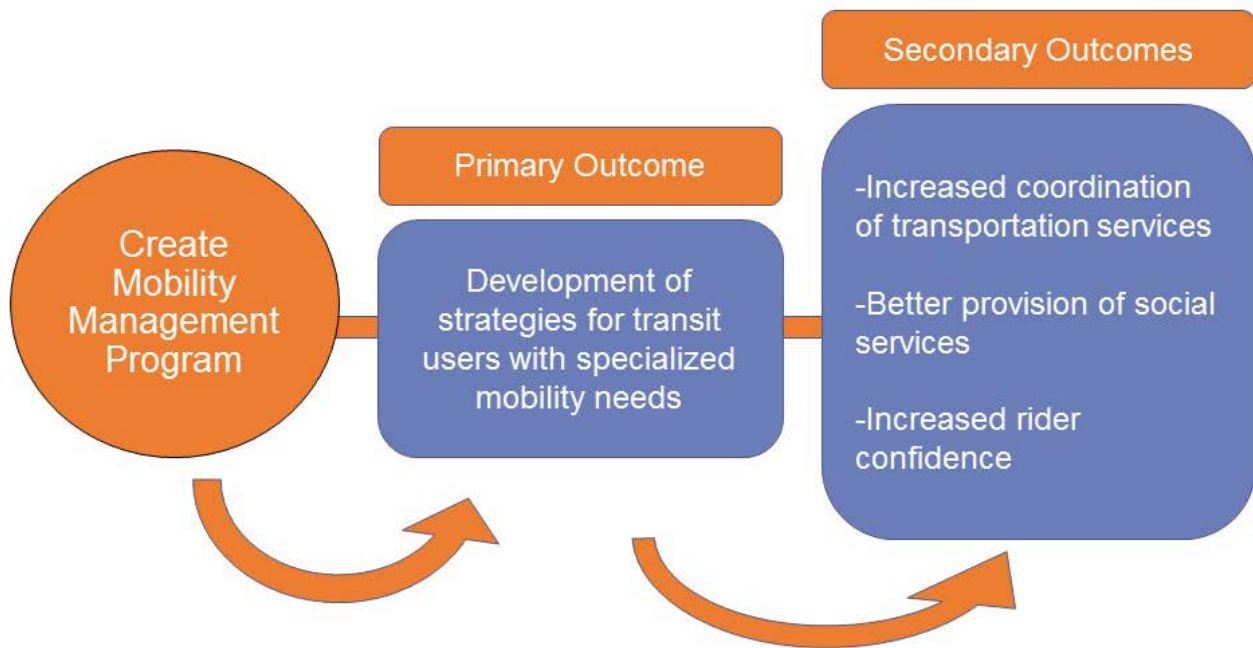 Create
Mobility
Management
Program
Primary Outcome
Development of
strategies for transit
users with specialized
mobility needs
Secondary Outcomes
-Increased coordination
of transportation services
-Better provision of social
services
-Increased rider
confidence